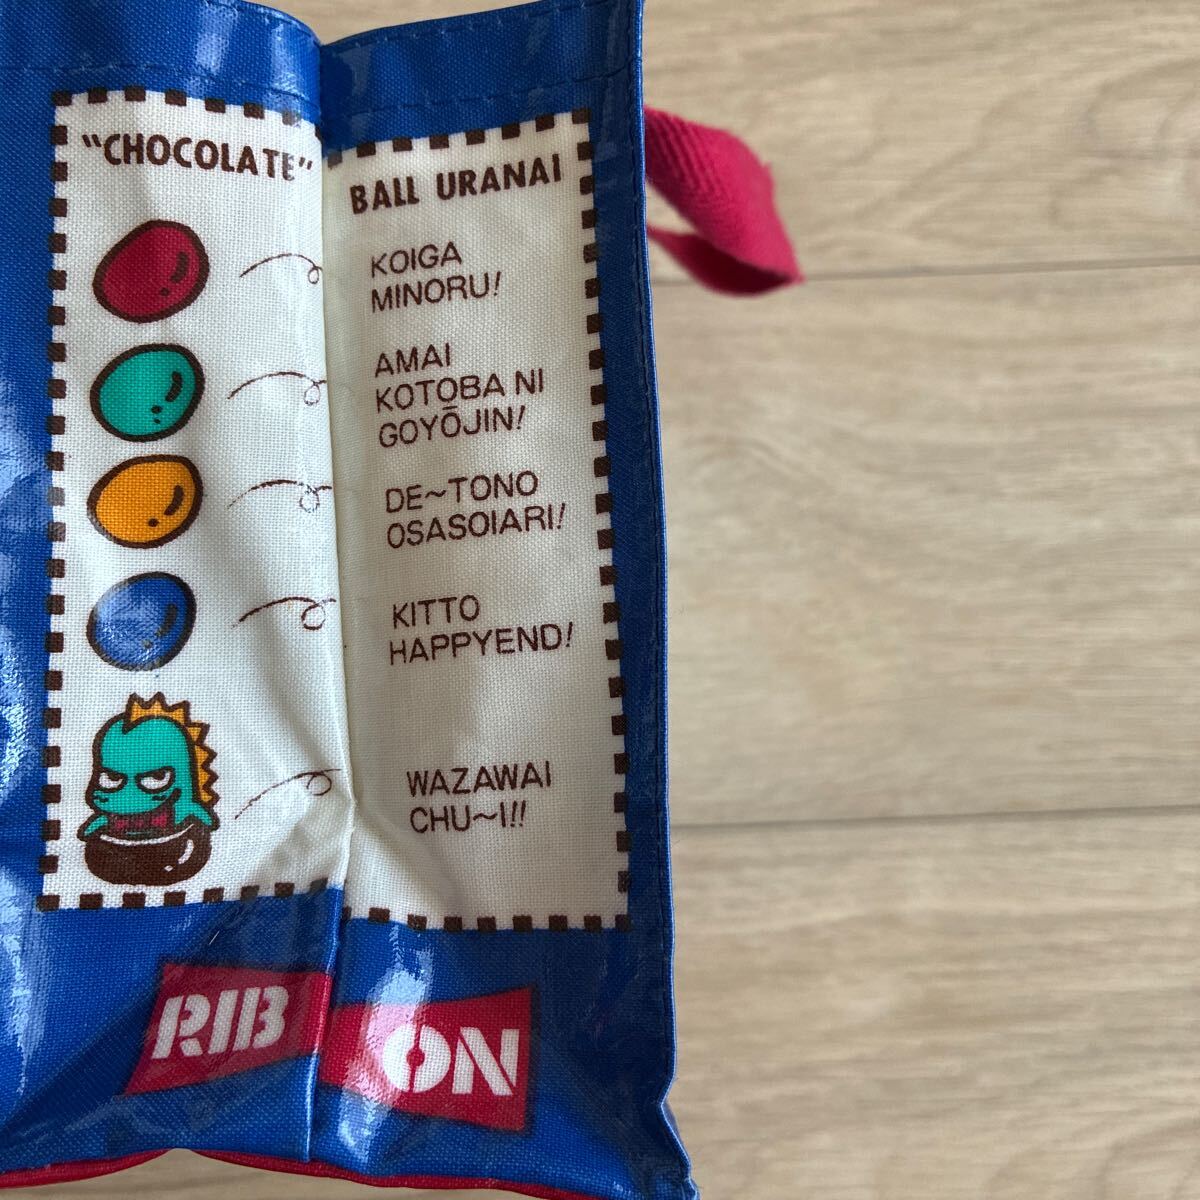 "CHOCOLATE"
BALL URANAI
KOIGA
MINORU!
AMAI
KOTOBA NI
GOYŌJIN!
DE~TONO
OSASOIARI!
KITTO
HAPPYEND!
WAZAWAI
CHU~I!!
RIB ON